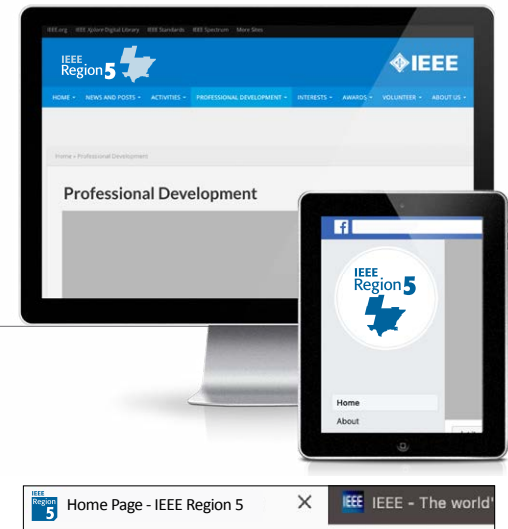 IEEE.org IEEE Xplore Digital Library IEEE Standards IEEE Spectrum More Sites
IEEE
Region 5
IEEE
HOME NEWS AND POSTS ACTIVITIES PROFESSIONAL DEVELOPMENT INTERESTS AWARDS VOLUNTEER ABOUT US
Home » Professional Development
Professional Development
f
IEEE
Region 5
Home
About
IEEE
Region
5
Home Page - IEEE Region 5
IEEE
IEEE - The world'